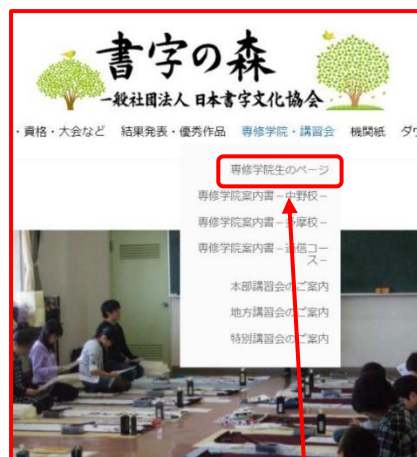 書字の森
一般社団法人 日本書字文化協会
・資格・大会など 結果発表・優秀作品 専修学院・講習会 機関紙 ダウ
専修学院生のページ
専修学院案内書－中野校－
専修学院案内書－多摩校－
専修学院案内書－通信コー
ス－
本部講習会のご案内
地方講習会のご案内
特別講習会のご案内